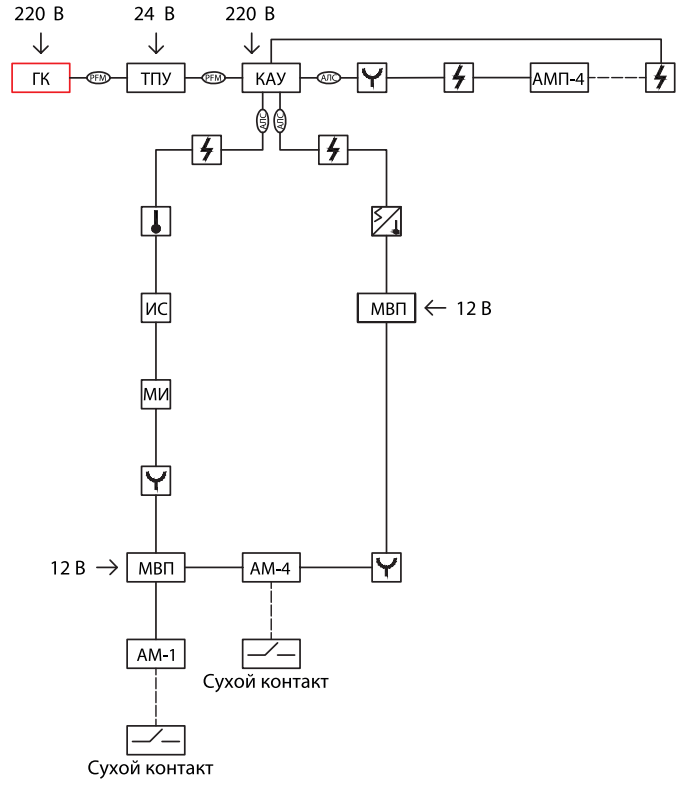 220 В
24 В
220 В
ГК
PFM
ТПУ
PFM
КАУ
АЛС
АМП-4
АЛС
АЛС
ИС
МВП
12 В
МИ
12 В
МВП
АМ-4
АМ-1
Сухой контакт
Сухой контакт